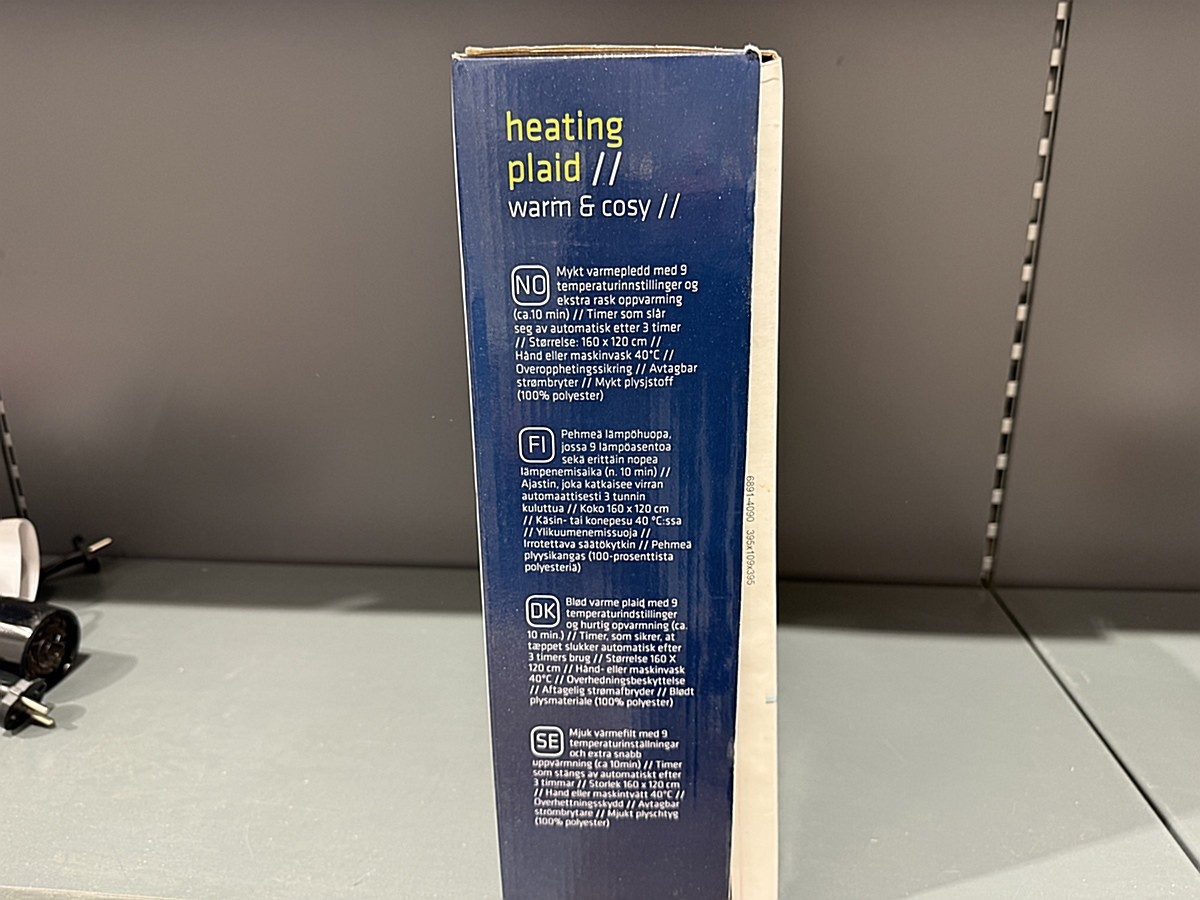 heating
plaid //
warm & cosy //
NO Mykt varmepledd med 9
temperaturinnstillinger og
ekstra rask oppvarming
(ca.10 min) // Timer som slår
seg av automatisk etter 3 timer
// Størrelse: 160 x 120 cm //
Hånd eller maskinvask 40°C //
Overopphetingssikring // Avtagbar
strømbryter // Mykt plysjstoff
(100% polyester)
FI Pehmeä lämpöhuopa,
jossa 9 lämpöasentoa
sekä erittäin nopea
lämpenemisaika (n. 10 min) //
Ajastin, joka katkaisee virran
automaattisesti 3 tunnin
kuluttua // Koko 160 x 120 cm
// Käsin- tai konepesu 40 °C:ssa
// Ylikuumenemissuoja //
Irrotettava säätökytkin // Pehmeä
plyysikangas (100-prosenttista
polyesteriä)
DK Blød varme plaid med 9
temperaturindstillinger
og hurtig opvarmning (ca.
10 min.) // Timer, som sikrer, at
tæppet slukker automatisk efter
3 timers brug // Størrelse 160 X
120 cm // Hånd- eller maskinvask
40°C // Overhedningsbeskyttelse
// Aftagelig strømafbryder // Blødt
plysmateriale (100% polyester)
SE Mjuk värmefilt med 9
temperaturinställningar
och extra snabb
uppvärmning (ca 10min) // Timer
som stängs av automatiskt efter
3 timmar // Storlek 160 x 120 cm
// Hand eller maskintvätt 40°C //
Överhettningsskydd // Avtagbar
strömbrytare // Mjukt plyschtyg
(100% polyester)
6891-4090 395x109x395